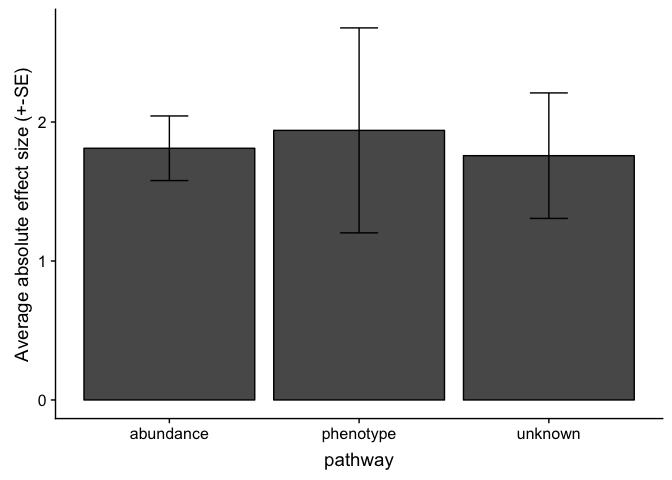 Average absolute effect size (+-SE)
2
1
0
abundance phenotype unknown
pathway